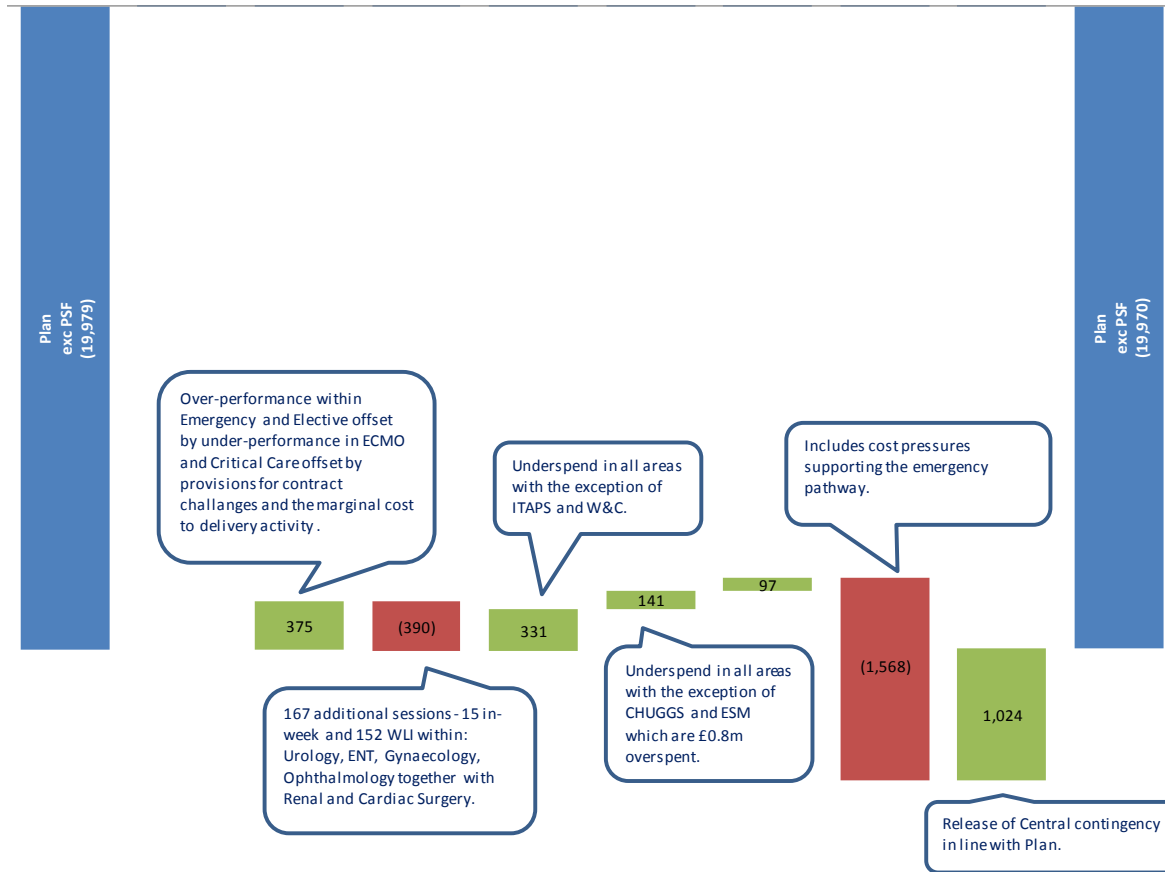 Plan
exc PSF
(19,979)
Plan
exc PSF
(19,970)
Over-performance within
Emergency and Elective offset
by under-performance in ECMO
and Critical Care offset by
provisions for contract
challanges and the marginal cost
to delivery activity .
Underspend in all areas
with the exception of
ITAPS and W&C.
Includes cost pressures
supporting the emergency
pathway.
375
(390)
331
141
97
(1,568)
1,024
167 additional sessions - 15 in-
week and 152 WLI within:
Urology, ENT, Gynaecology,
Ophthalmology together with
Renal and Cardiac Surgery.
Underspend in all areas
with the exception of
CHUGGS and ESM
which are £0.8m
overspent.
Release of Central contingency
in line with Plan.